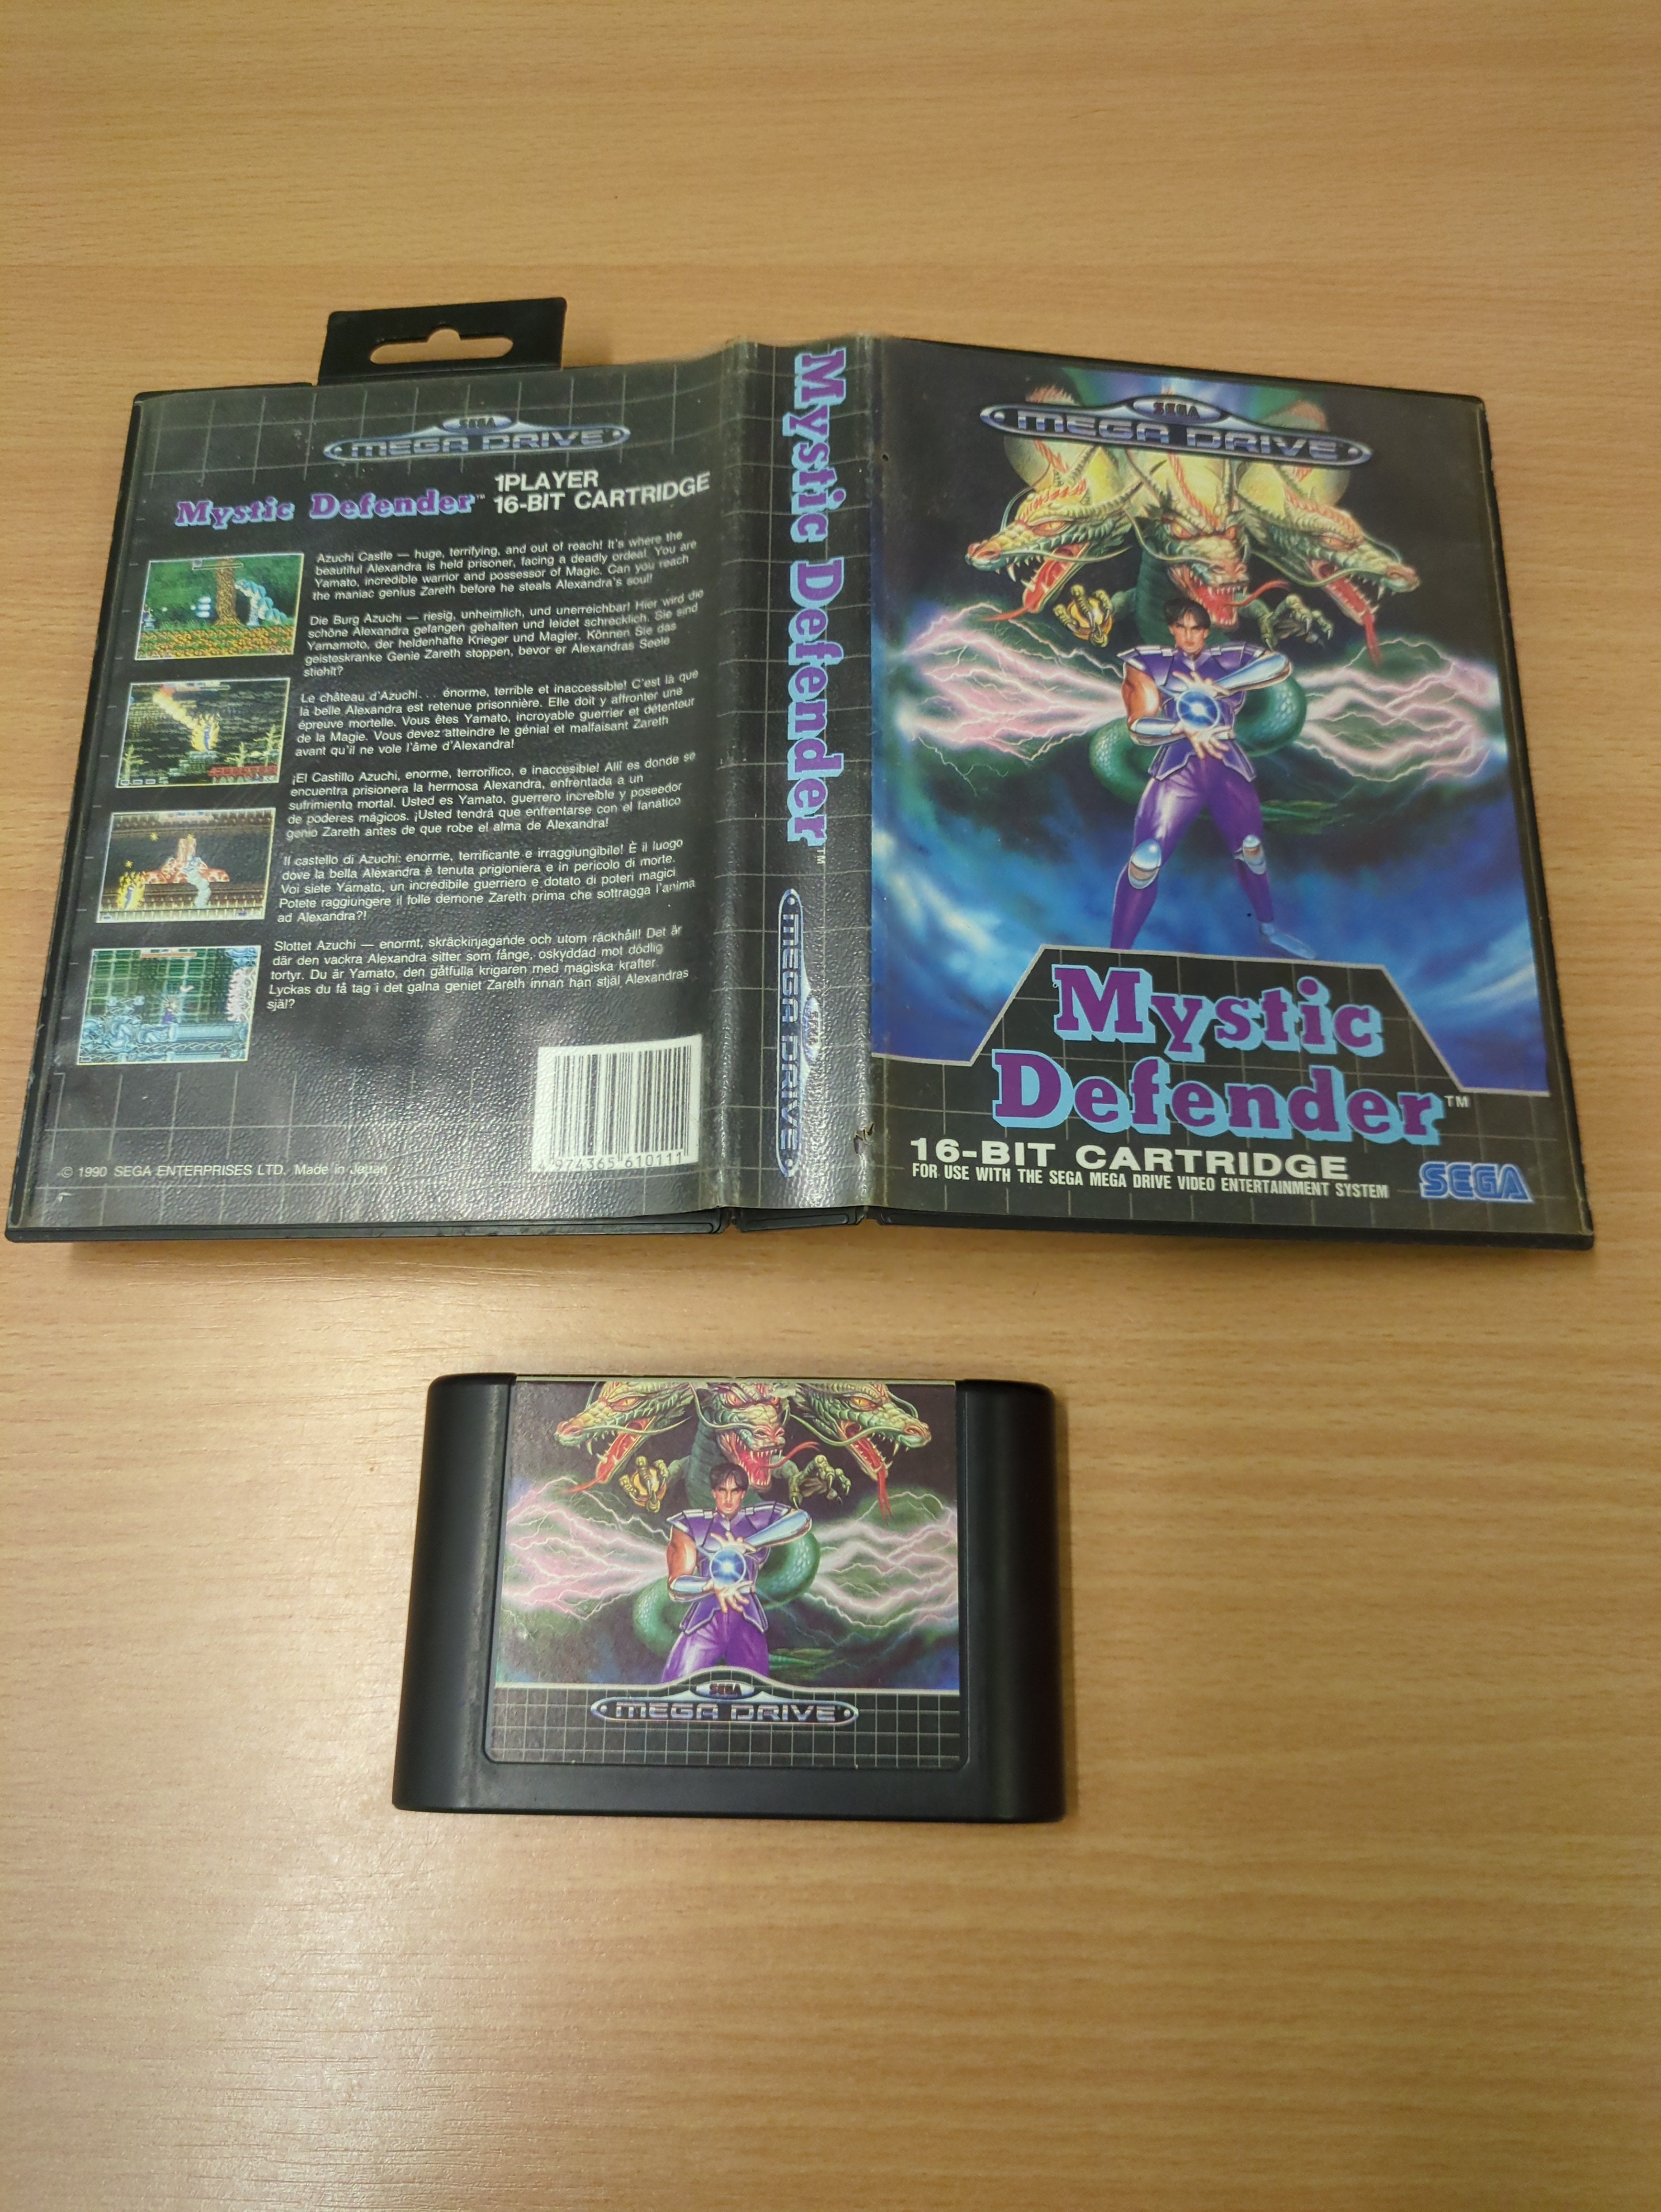 SEGA
MEGA DRIVE
Mystic Defender™
1PLAYER
16-BIT CARTRIDGE
Azuchi Castle — huge, terrifying, and out of reach! It's where the
beautiful Alexandra is held prisoner, facing a deadly ordeal. You are
Yamato, incredible warrior and possessor of Magic. Can you reach
the maniac genius Zareth before he steals Alexandra's soul!
Die Burg Azuchi — riesig, unheimlich, und unerreichbar! Hier wird die
schöne Alexandra gefangen gehalten und leidet schrecklich. Sie sind
Yamamoto, der heldenhafte Krieger und Magier. Können Sie das
geisteskranke Genie Zareth stoppen, bevor er Alexandras Seele
stiehlt?
Le château d'Azuchi... énorme, terrible et inaccessible! C'est là que
la belle Alexandra est retenue prisonnière. Elle doit y affronter une
épreuve mortelle. Vous êtes Yamato, incroyable guerrier et détenteur
de la Magie. Vous devez atteindre le génial et malfaisant Zareth
avant qu'il ne vole l'âme d'Alexandra!
¡El Castillo Azuchi, enorme, terrorífico, e inaccesible! Allí es donde se
encuentra prisionera la hermosa Alexandra, enfrentada a un
sufrimiento mortal. Usted es Yamato, guerrero increíble y poseedor
de poderes mágicos. ¡Usted tendrá que enfrentarse con el fanático
genio Zareth antes de que robe el alma de Alexandra!
Il castello di Azuchi: enorme, terrificante e irraggiungibile! È il luogo
dove la bella Alexandra è tenuta prigioniera e in pericolo di morte.
Voi siete Yamato, un incredibile guerriero e dotato di poteri magici
Potete raggiungere il folle demone Zareth prima che sottragga l'anima
ad Alexandra?!
Slottet Azuchi — enormt, skräckinjagande och utom räckhåll! Det är
där den vackra Alexandra sitter som fånge, oskyddad mot dödlig
tortyr. Du är Yamato, den gåtfulla krigaren med magiska krafter.
Lyckas du få tag i det galna geniet Zareth innan han stjäl Alexandras
själ?
4 974365 610111
© 1990 SEGA ENTERPRISES LTD. Made in Japan
Mystic Defender™
SEGA
MEGA DRIVE
SEGA
MEGA DRIVE
Mystic
Defender™
16-BIT CARTRIDGE
FOR USE WITH THE SEGA MEGA DRIVE VIDEO ENTERTAINMENT SYSTEM
SEGA
SEGA
MEGA DRIVE